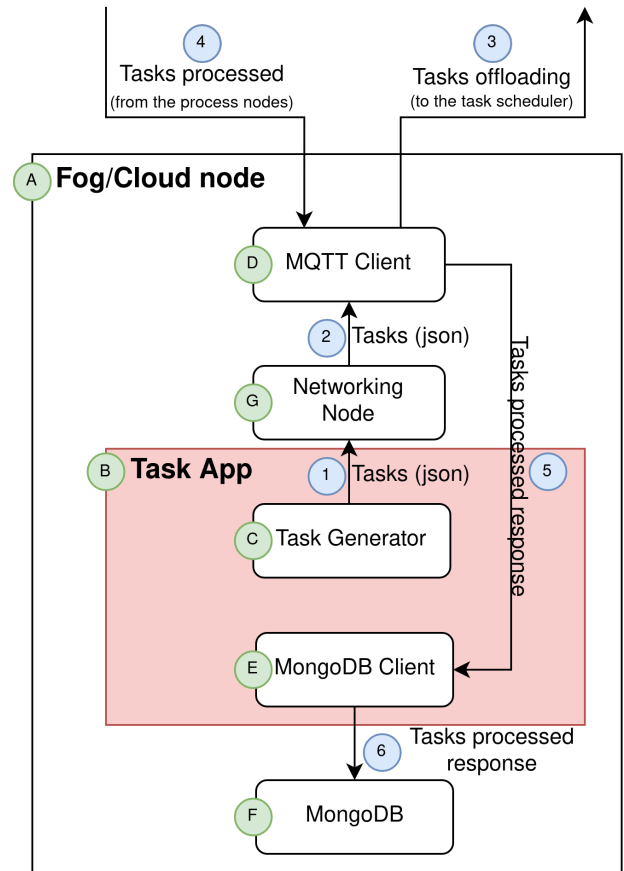 4
3
Tasks processed
(from the process nodes)
Tasks offloading
(to the task scheduler)
A
Fog/Cloud node
D
MQTT Client
2
Tasks (json)
G
Networking
Node
Tasks processed response
B
Task App
1
Tasks (json)
5
C
Task Generator
E
MongoDB Client
6
Tasks processed
response
F
MongoDB